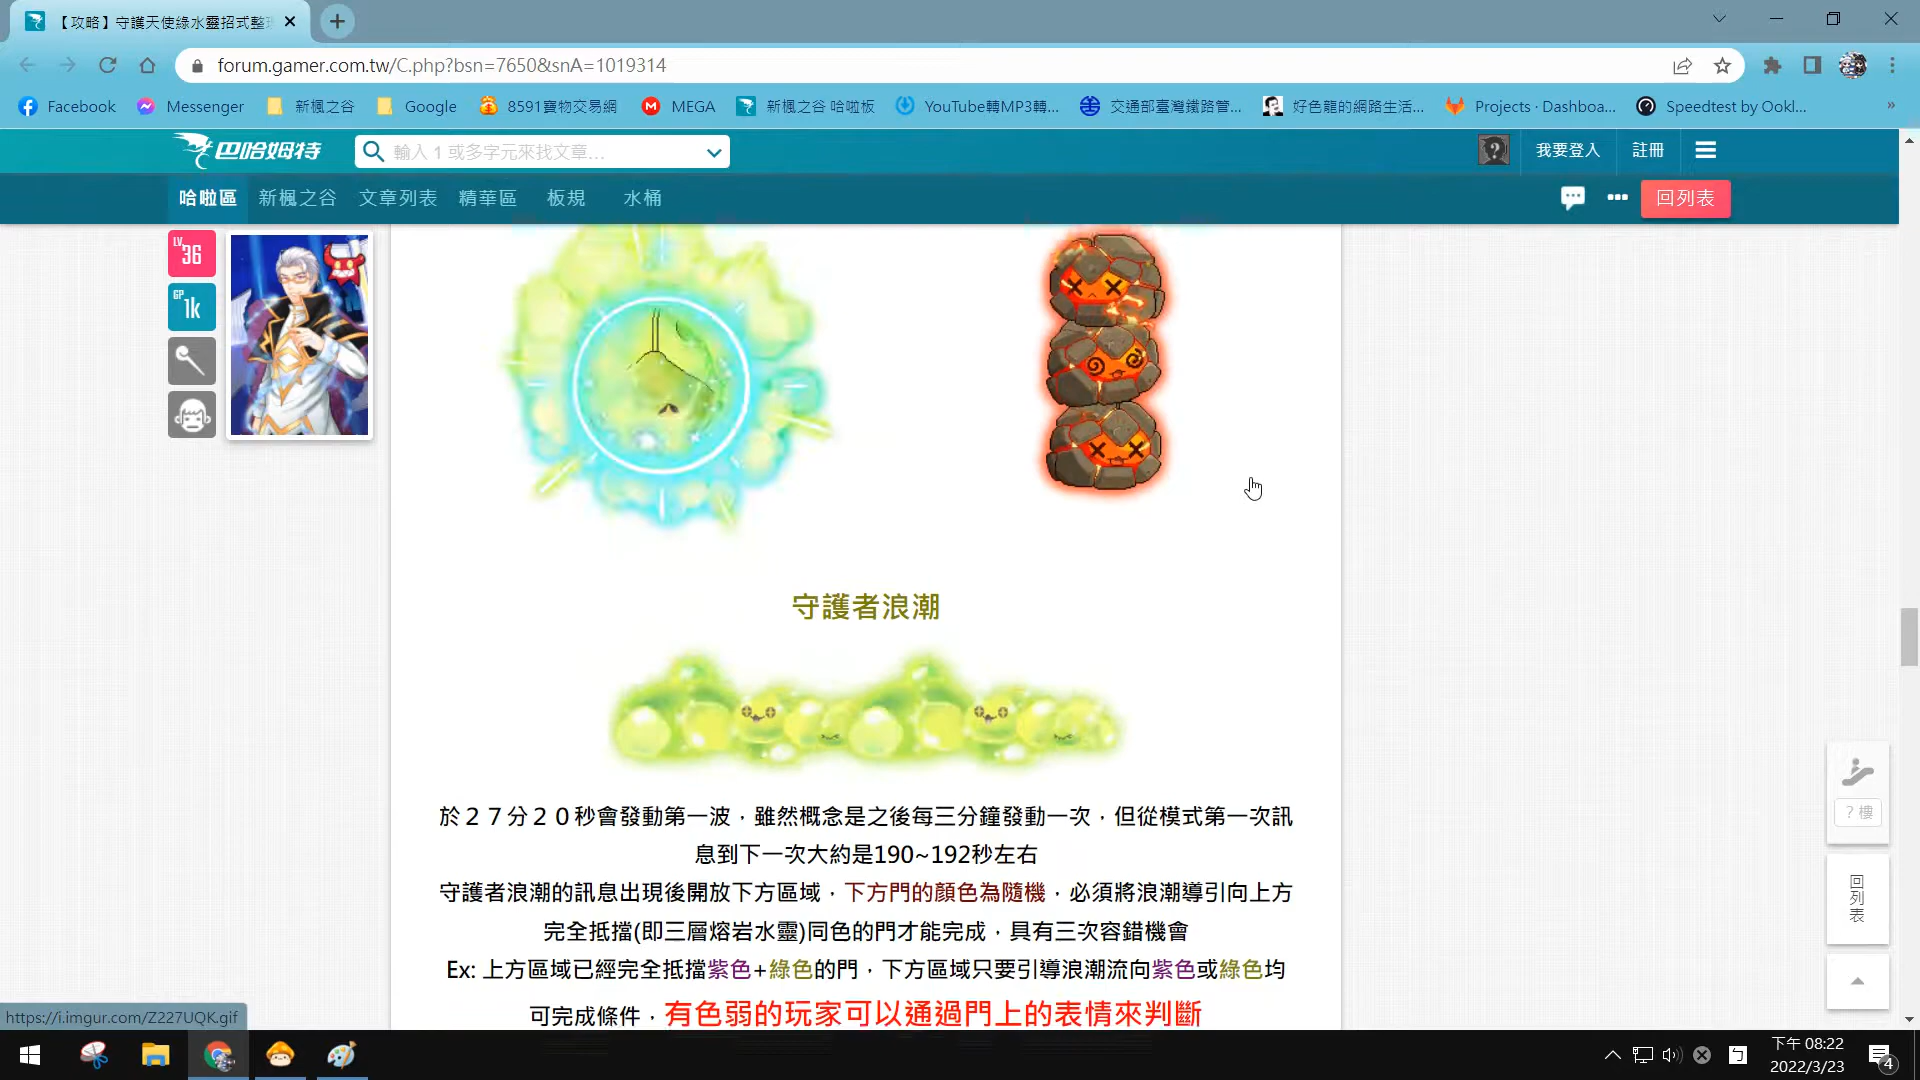 【攻略】守護天使綠水靈招式整
forum.gamer.com.tw/C.php?bsn=7650&snA=1019314
Facebook
Messenger
新楓之谷
Google
8591寶物交易網
MEGA
新楓之谷 哈啦板
YouTube轉MP3轉...
交通部臺灣鐵路管...
好色龍的網路生活...
Projects · Dashboa...
Speedtest by Ookl...
»
巴哈姆特
輸入 1 或多字元來找文章...
我要登入
註冊
哈啦區
新楓之谷
文章列表
精華區
板規
水桶
回列表
LV.
36
GP
1k
守護者浪潮
於２７分２０秒會發動第一波，雖然概念是之後每三分鐘發動一次，但從模式第一次訊
息到下一次大約是190~192秒左右
守護者浪潮的訊息出現後開放下方區域，下方門的顏色為隨機，必須將浪潮導引向上方
完全抵擋(即三層熔岩水靈)同色的門才能完成，具有三次容錯機會
Ex: 上方區域已經完全抵擋紫色+綠色的門，下方區域只要引導浪潮流向紫色或綠色均
可完成條件，有色弱的玩家可以通過門上的表情來判斷
? 樓
回列表
https://i.imgur.com/Z227UQK.gif
下午 08:22
2022/3/23
4